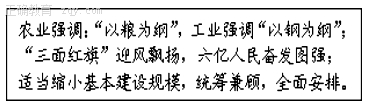 农业强调：“以粮为纲”，工业强调“以钢为纲”；
“三面红旗”迎风飘扬，六亿人民奋发图强；
适当缩小基本建设规模，统筹兼顾，全面安排。